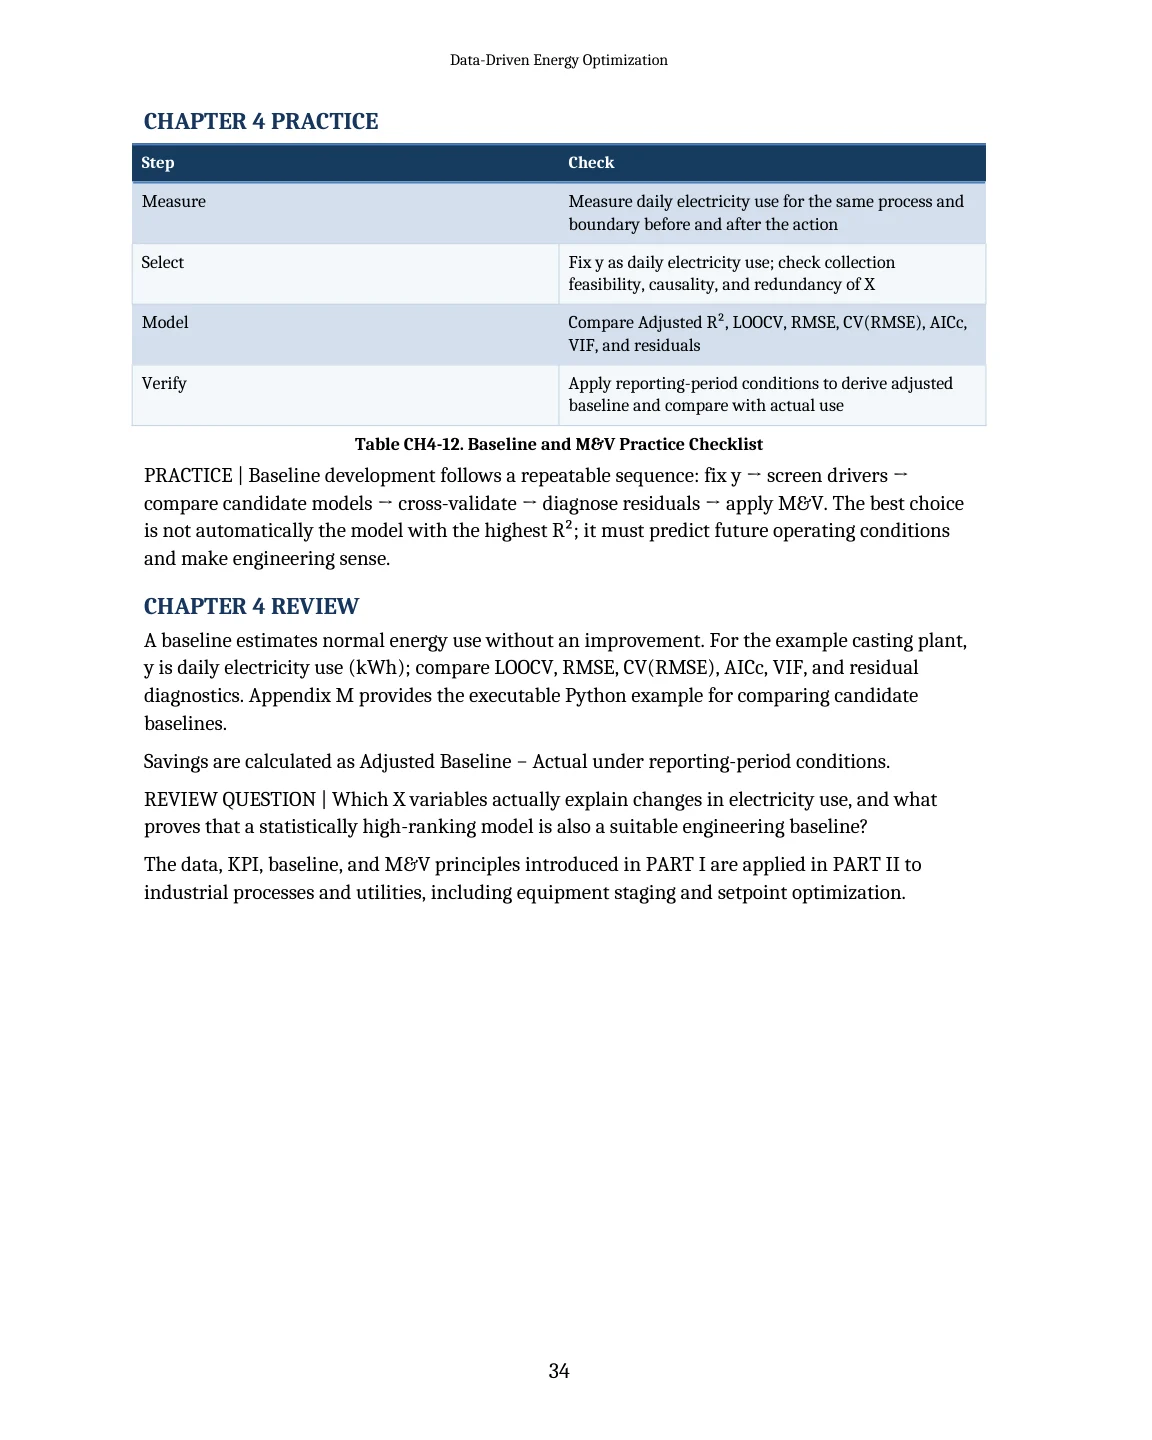 Data-Driven Energy Optimization
CHAPTER 4 PRACTICE
Step Check
Measure Measure daily electricity use for the same process and
boundary before and after the action
Select Fix y as daily electricity use; check collection
feasibility, causality, and redundancy of X
Model Compare Adjusted R², LOOCV, RMSE, CV(RMSE), AICc,
VIF, and residuals
Verify Apply reporting-period conditions to derive adjusted
baseline and compare with actual use
Table CH4-12. Baseline and M&V Practice Checklist
PRACTICE | Baseline development follows a repeatable sequence: fix y → screen drivers →
compare candidate models → cross-validate → diagnose residuals → apply M&V. The best choice
is not automatically the model with the highest R²; it must predict future operating conditions
and make engineering sense.
CHAPTER 4 REVIEW
A baseline estimates normal energy use without an improvement. For the example casting plant,
y is daily electricity use (kWh); compare LOOCV, RMSE, CV(RMSE), AICc, VIF, and residual
diagnostics. Appendix M provides the executable Python example for comparing candidate
baselines.
Savings are calculated as Adjusted Baseline − Actual under reporting-period conditions.
REVIEW QUESTION | Which X variables actually explain changes in electricity use, and what
proves that a statistically high-ranking model is also a suitable engineering baseline?
The data, KPI, baseline, and M&V principles introduced in PART I are applied in PART II to
industrial processes and utilities, including equipment staging and setpoint optimization.
34